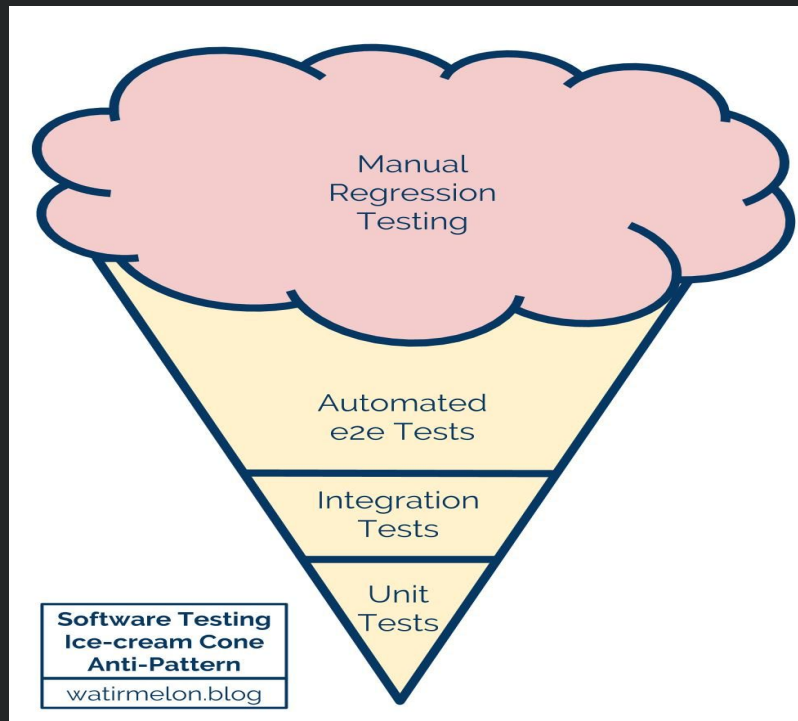 Manual
Regression
Testing
Automated
e2e Tests
Integration
Tests
Unit
Tests
Software Testing
Ice-cream Cone
Anti-Pattern
watirmelon.blog